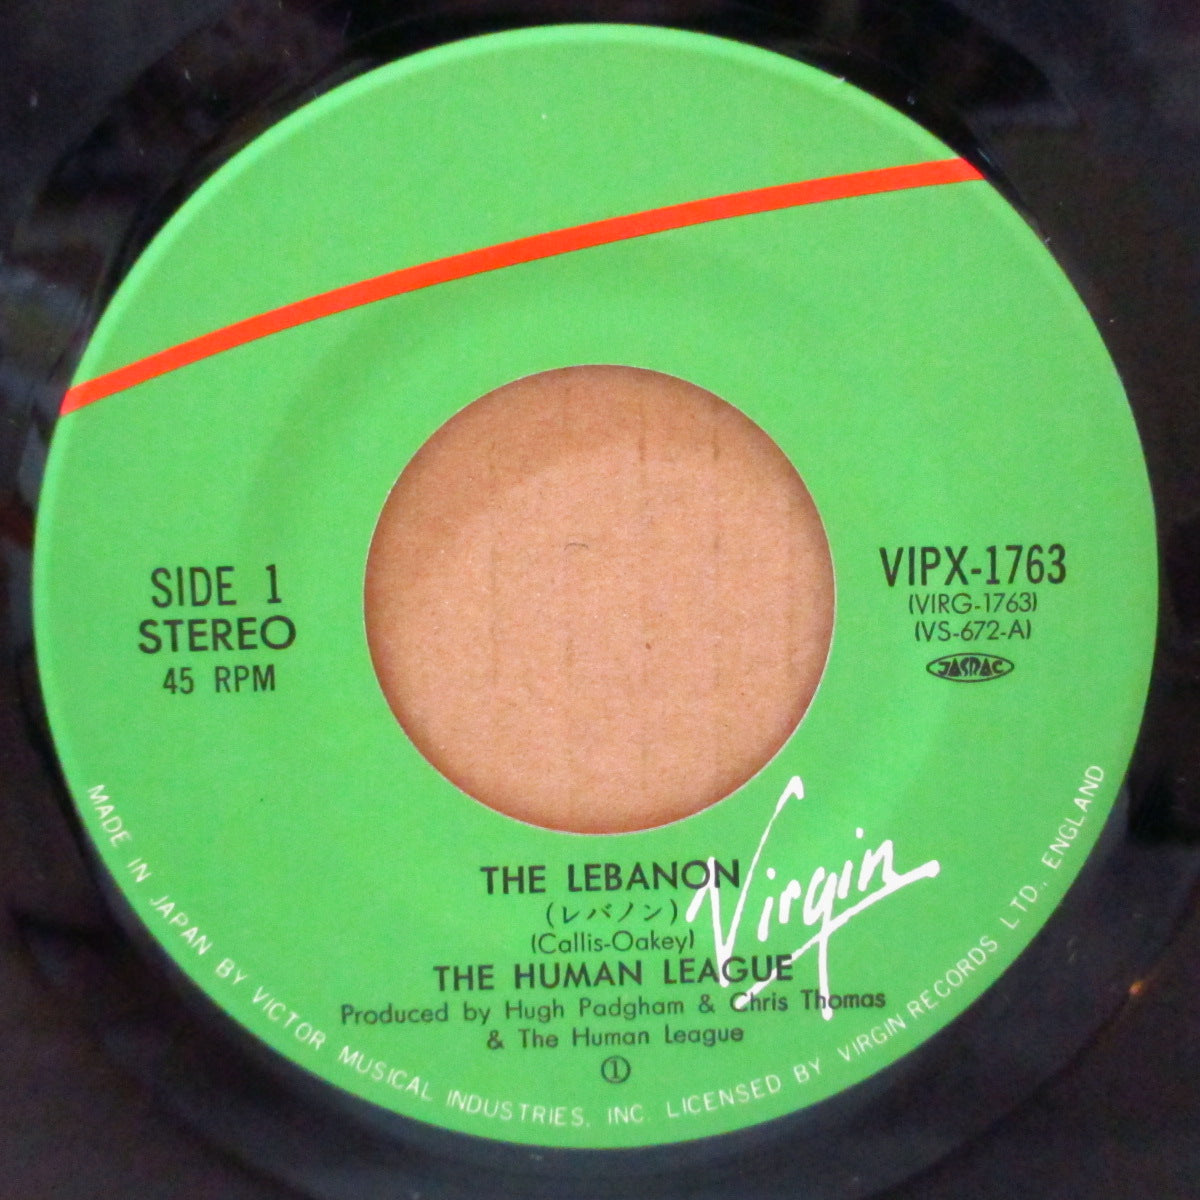 SIDE 1
STEREO
45 RPM
VIPX-1763
(VIRG-1763)
(VS-672-A)
JASRAC
Virgin
THE LEBANON
(レバノン)
(Callis-Oakey)
THE HUMAN LEAGUE
Produced by Hugh Padgham & Chris Thomas
& The Human League
①
MADE IN JAPAN BY VICTOR MUSICAL INDUSTRIES, INC. LICENSED BY VIRGIN RECORDS LTD., ENGLAND